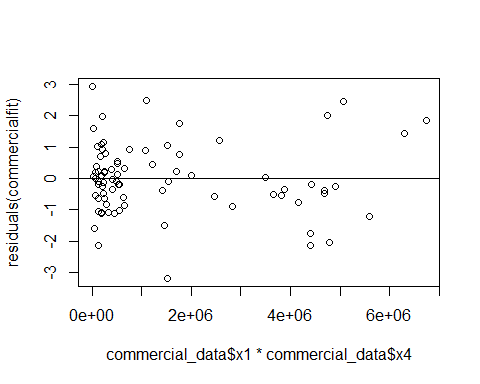 residuals(commercialfit)
3
2
1
0
-1
-2
-3
0e+00 2e+06 4e+06 6e+06
commercial_data$x1 * commercial_data$x4